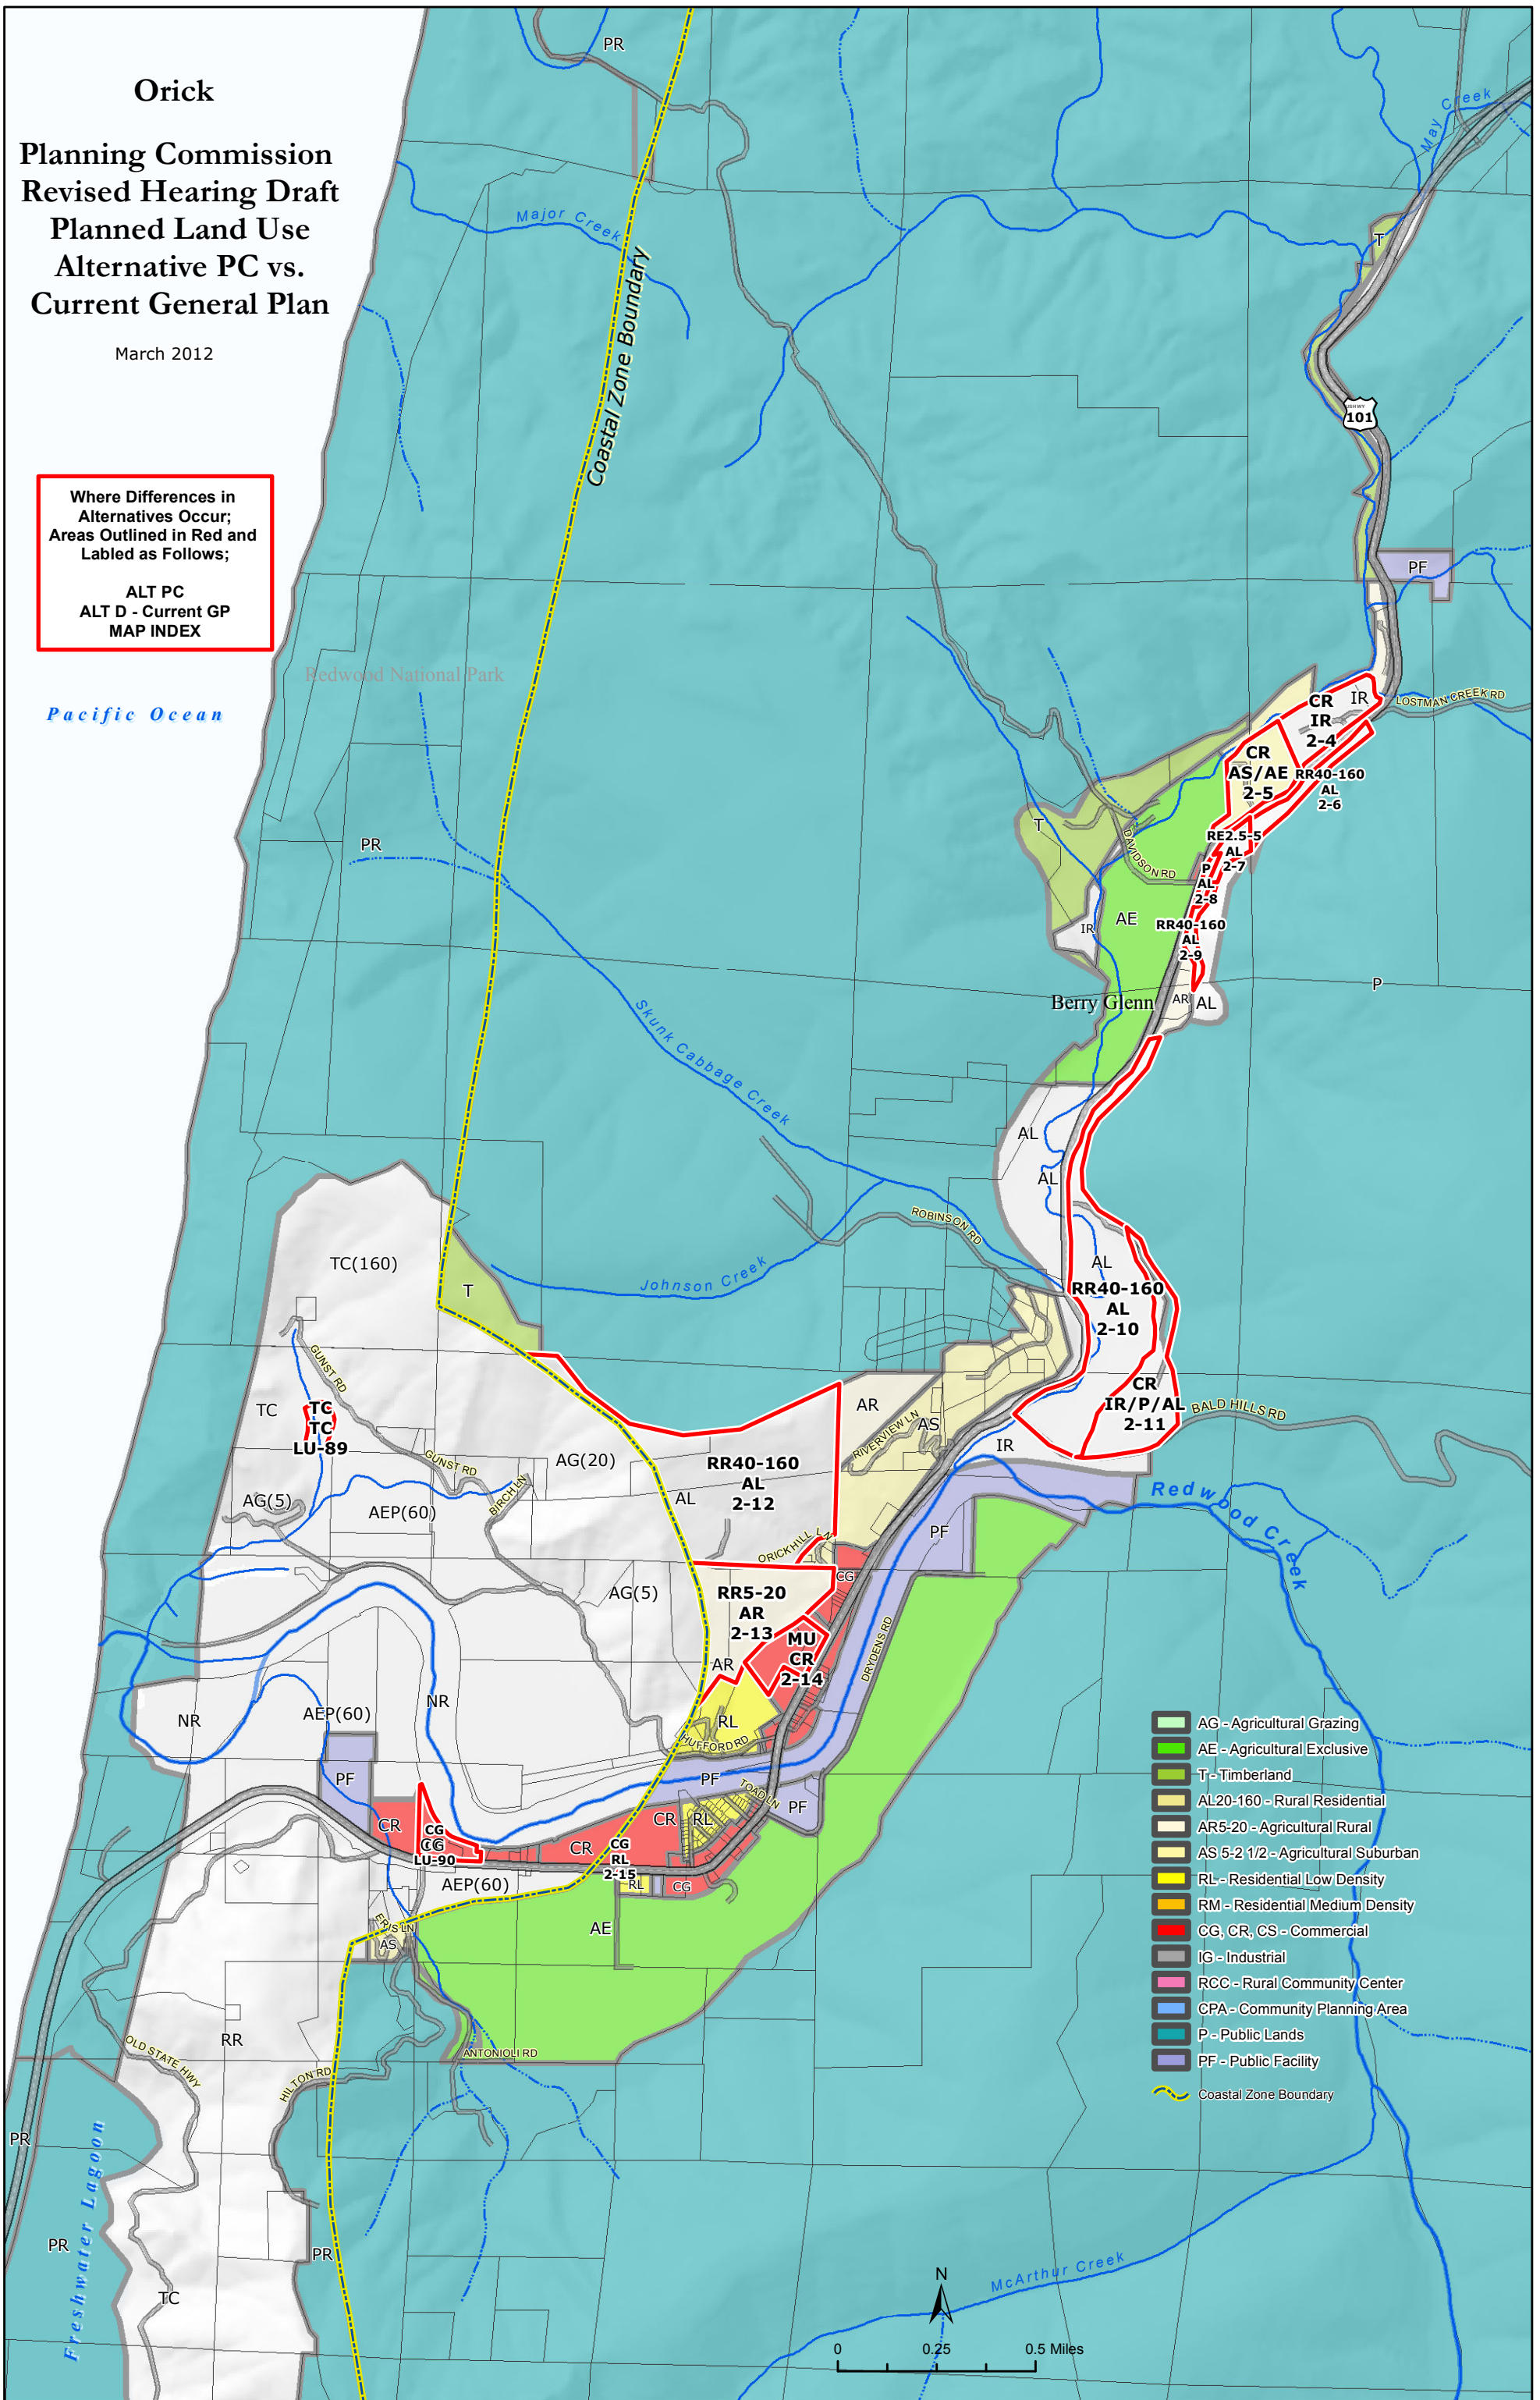 Orick
Planning Commission
Revised Hearing Draft
Planned Land Use
Alternative PC vs.
Current General Plan
March 2012
Where Differences in
Alternatives Occur;
Areas Outlined in Red and
Labled as Follows;
ALT PC
ALT D - Current GP
MAP INDEX
Pacific Ocean
Redwood National Park
Coastal Zone Boundary
PR
Major Creek
May Creek
T
101
PF
LOSTMAN CREEK RD
IR
CR
IR
2-4
CR
AS/AE
2-5
RR40-160
AL
2-6
RE2.5-5
AL
2-7
P
AL
2-8
RR40-160
AL
2-9
DAVIDSON RD
T
AE
IR
PR
P
Berry Glenn
AR
AL
Skunk Cabbage Creek
AL
AL
ROBINSON RD
Johnson Creek
TC(160)
T
AL
RR40-160
AL
2-10
CR
IR/P/AL
2-11
BALD HILLS RD
GUNST RD
TC
TC
TC
LU-89
GUNST RD
BIRCH LN
AG(20)
AG(5)
AEP(60)
AL
RR40-160
AL
2-12
AR
RIVERVIEW LN
AS
IR
Redwood Creek
PF
ORICKHILL LN
CG
AG(5)
RR5-20
AR
2-13
MU
CR
2-14
AR
DRYDENS RD
NR
AEP(60)
NR
RL
HUFFORD RD
PF
PF
TOAD LN
PF
CR
CG
CG
LU-90
CR
CR
RL
CG
RL
2-15
RL
CG
AEP(60)
AE
ERIS LN
AS
RR
OLD STATE HWY
HILTON RD
ANTONIOLI RD
PR
Freshwater Lagoon
PR
PR
TC
McArthur Creek
AG - Agricultural Grazing
AE - Agricultural Exclusive
T - Timberland
AL20-160 - Rural Residential
AR5-20 - Agricultural Rural
AS 5-2 1/2 - Agricultural Suburban
RL - Residential Low Density
RM - Residential Medium Density
CG, CR, CS - Commercial
IG - Industrial
RCC - Rural Community Center
CPA - Community Planning Area
P - Public Lands
PF - Public Facility
Coastal Zone Boundary
N
0 0.25 0.5 Miles